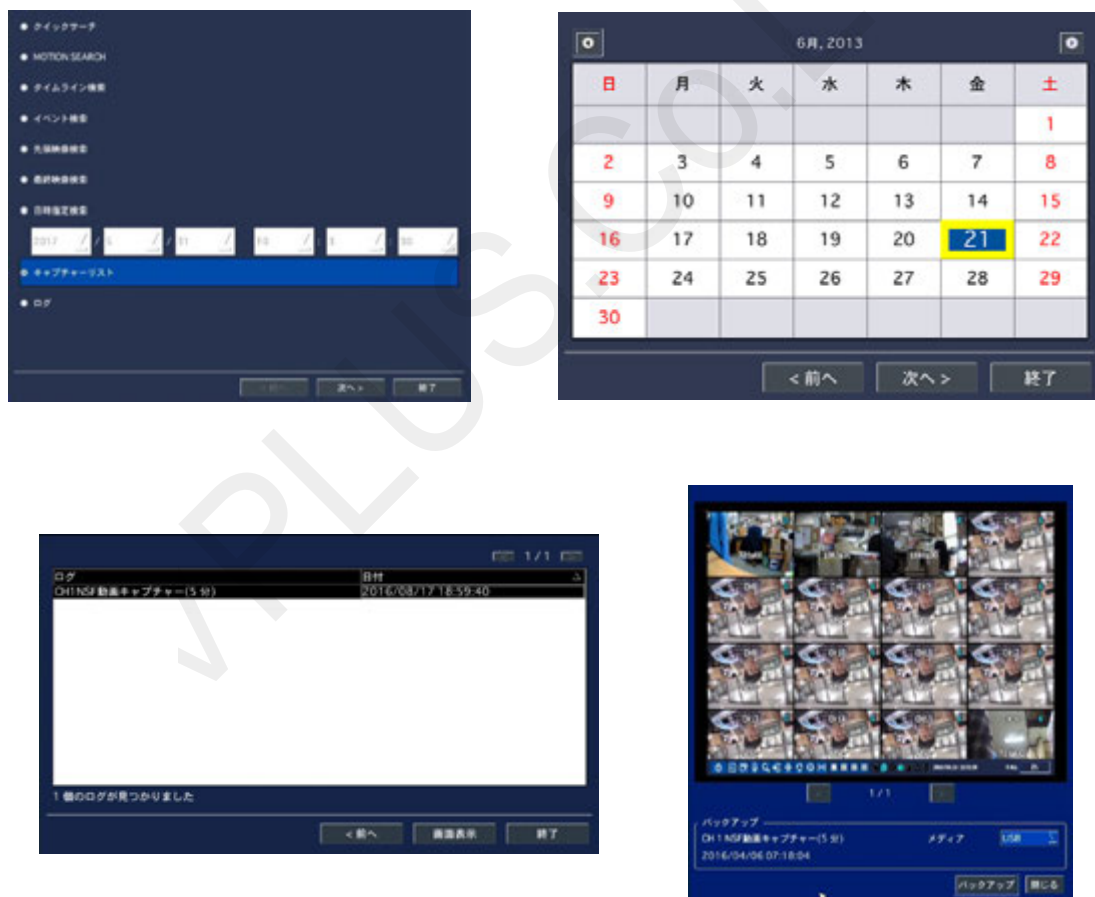 クイックサーチ
MOTION SEARCH
タイムライン検索
イベント検索
先頭映像検索
最終映像検索
日時指定検索
2017 / 5 / 11
キャプチャーリスト
ログ
次へ > 終了
6月, 2013
日 月 火 水 木 金 土
1
2 3 4 5 6 7 8
9 10 11 12 13 14 15
16 17 18 19 20 21 22
23 24 25 26 27 28 29
30
< 前へ 次へ > 終了
1/1
ログ 日付
CH1 NSF動画キャプチャー(5 分) 2016/08/17 18:59:40
1 個のログが見つかりました
< 前へ 画面表示 終了
1/1
バックアップ
CH 1 NSF動画キャプチャー(5 分) メディア USB
2016/04/06 07:18:04
バックアップ 閉じる
vPLUS.Co.